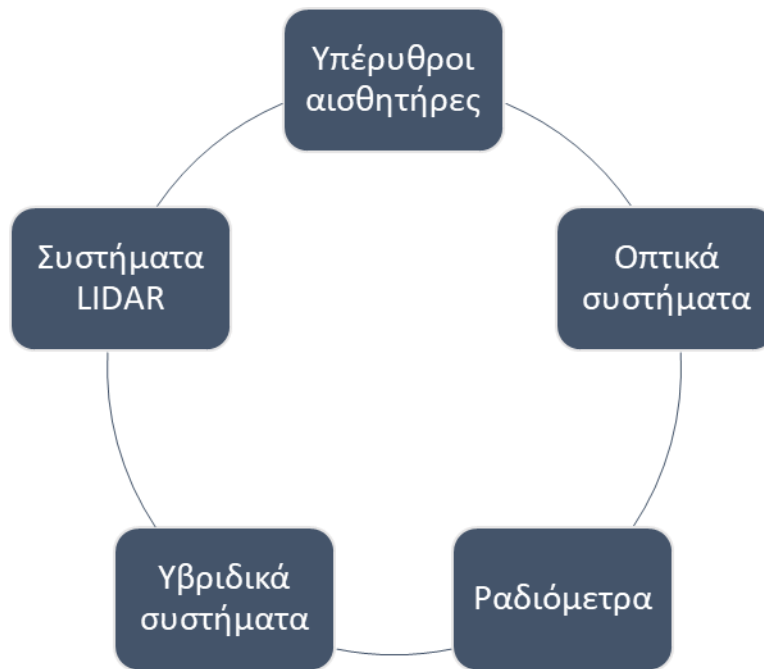 Υπέρυθροι
αισθητήρες
Οπτικά
συστήματα
Ραδιόμετρα
Υβριδικά
συστήματα
Συστήματα
LIDAR